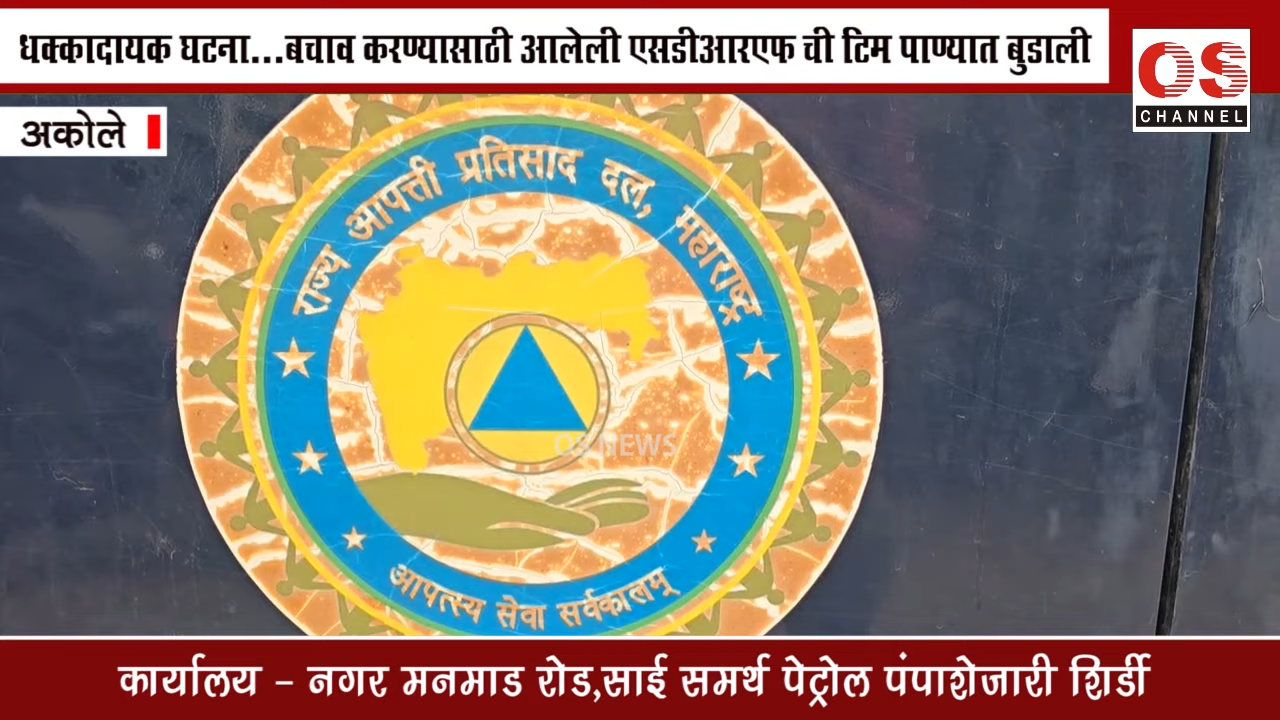 धक्कादायक घटना...बचाव करण्यासाठी आलेली एसडीआरएफ ची टिम पाण्यात बुडाली
OS
CHANNEL
अकोले
राज्य आपत्ती प्रतिसाद दल, महाराष्ट्र
OS NEWS
आपत्स्य सेवा सर्वकालम्
कार्यालय - नगर मनमाड रोड,साई समर्थ पेट्रोल पंपाशेजारी शिर्डी